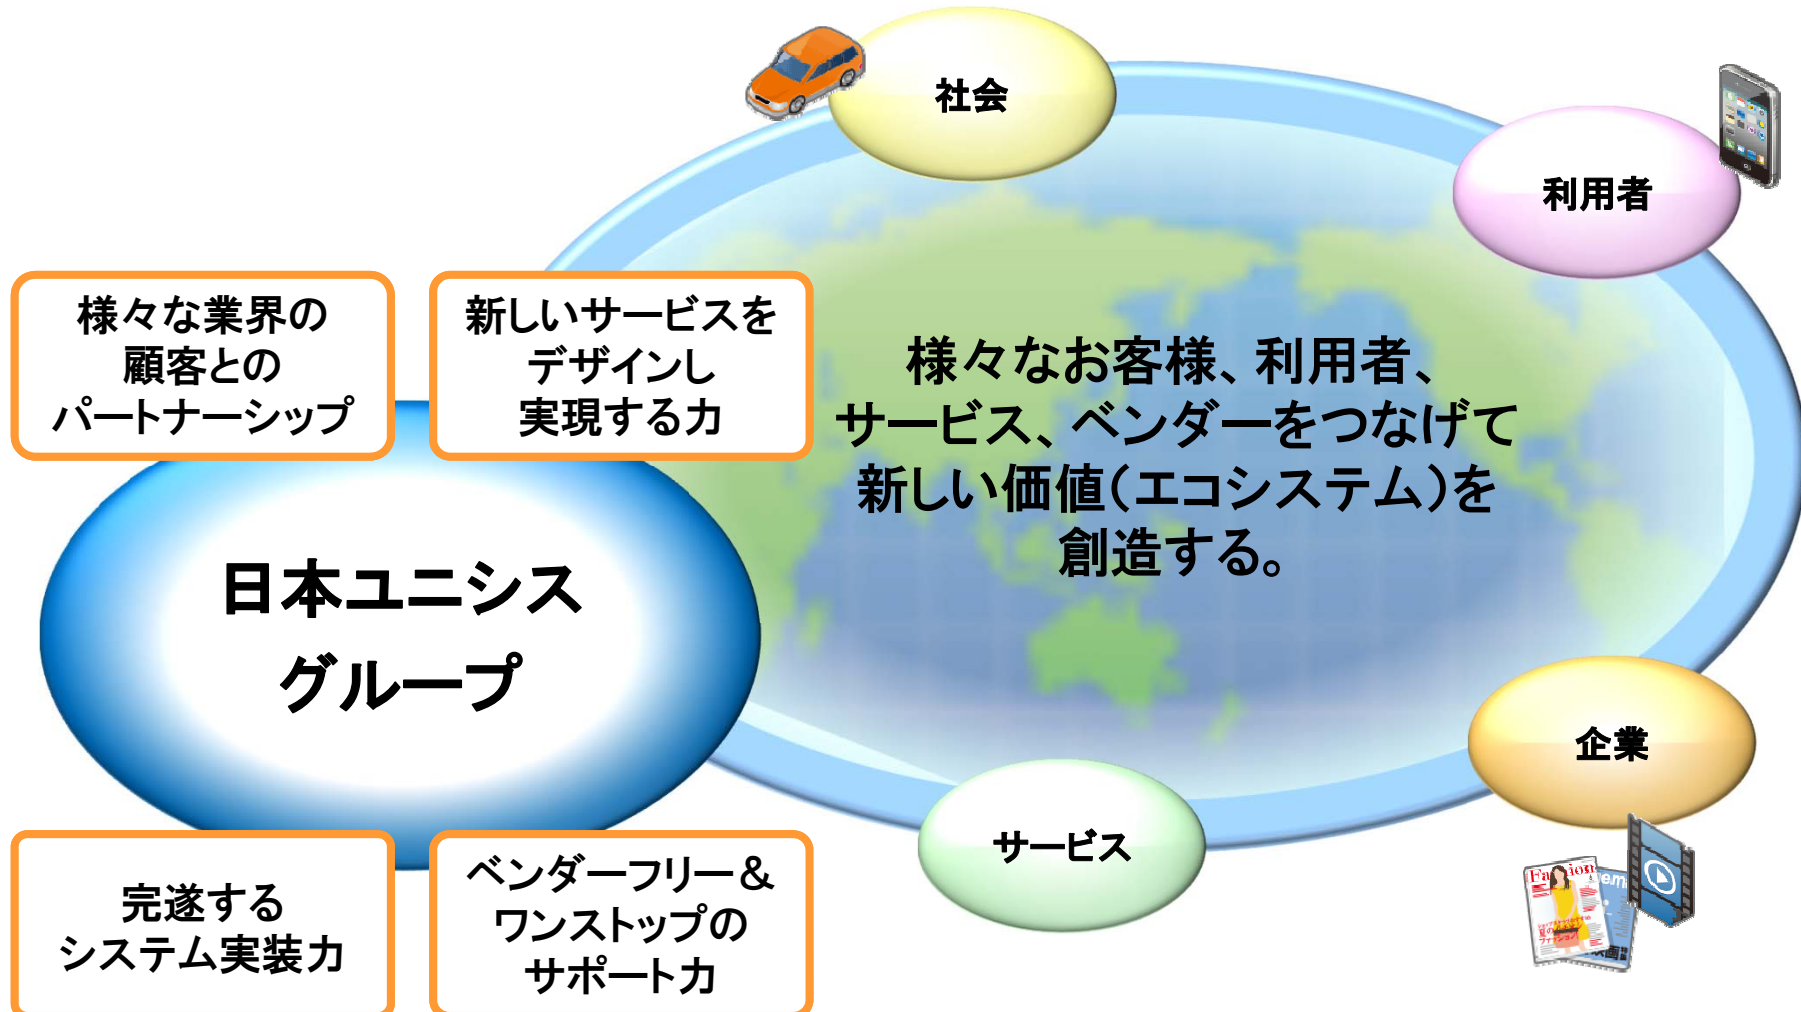 社会
利用者
様々な業界の
顧客との
パートナーシップ
新しいサービスを
デザインし
実現する力
様々なお客様、利用者、
サービス、ベンダーをつなげて
新しい価値（エコシステム）を
創造する。
日本ユニシス
グループ
企業
サービス
完遂する
システム実装力
ベンダーフリー＆
ワンストップの
サポート力
Fashion